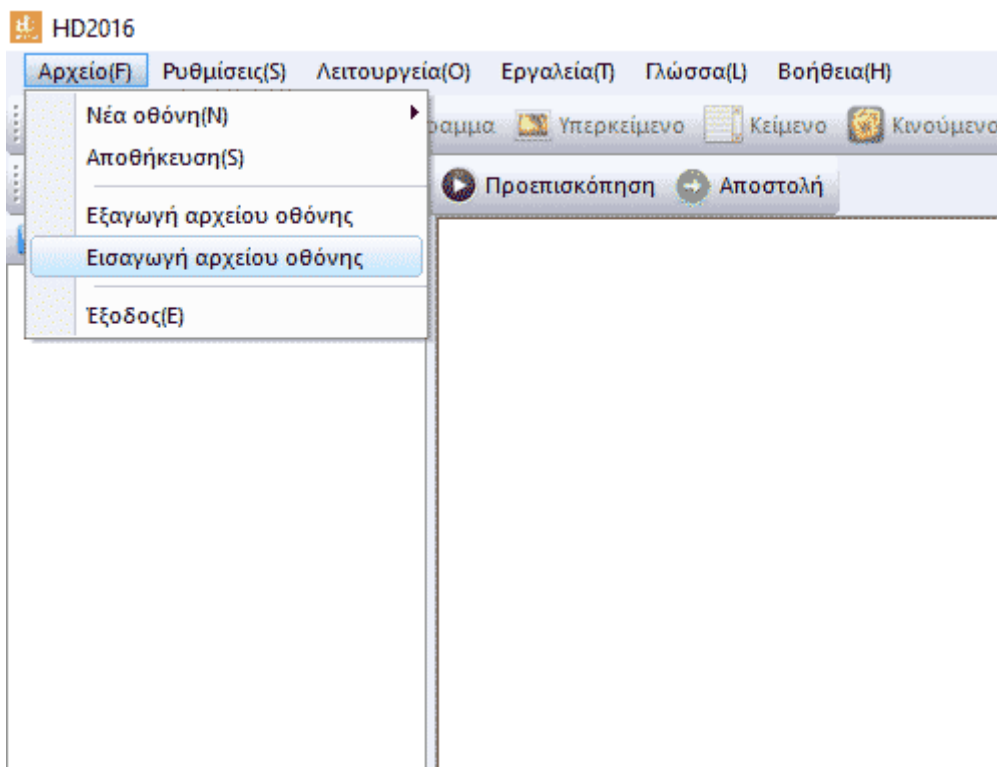 HD2016
Αρχείο(F) Ρυθμίσεις(S) Λειτουργεία(O) Εργαλεία(T) Γλώσσα(L) Βοήθεια(H)
Νέα οθόνη(N)
Υπερκείμενο Κείμενο Κινούμενο
Αποθήκευση(S)
Προεπισκόπηση Αποστολή
Εξαγωγή αρχείου οθόνης
Εισαγωγή αρχείου οθόνης
Έξοδος(E)